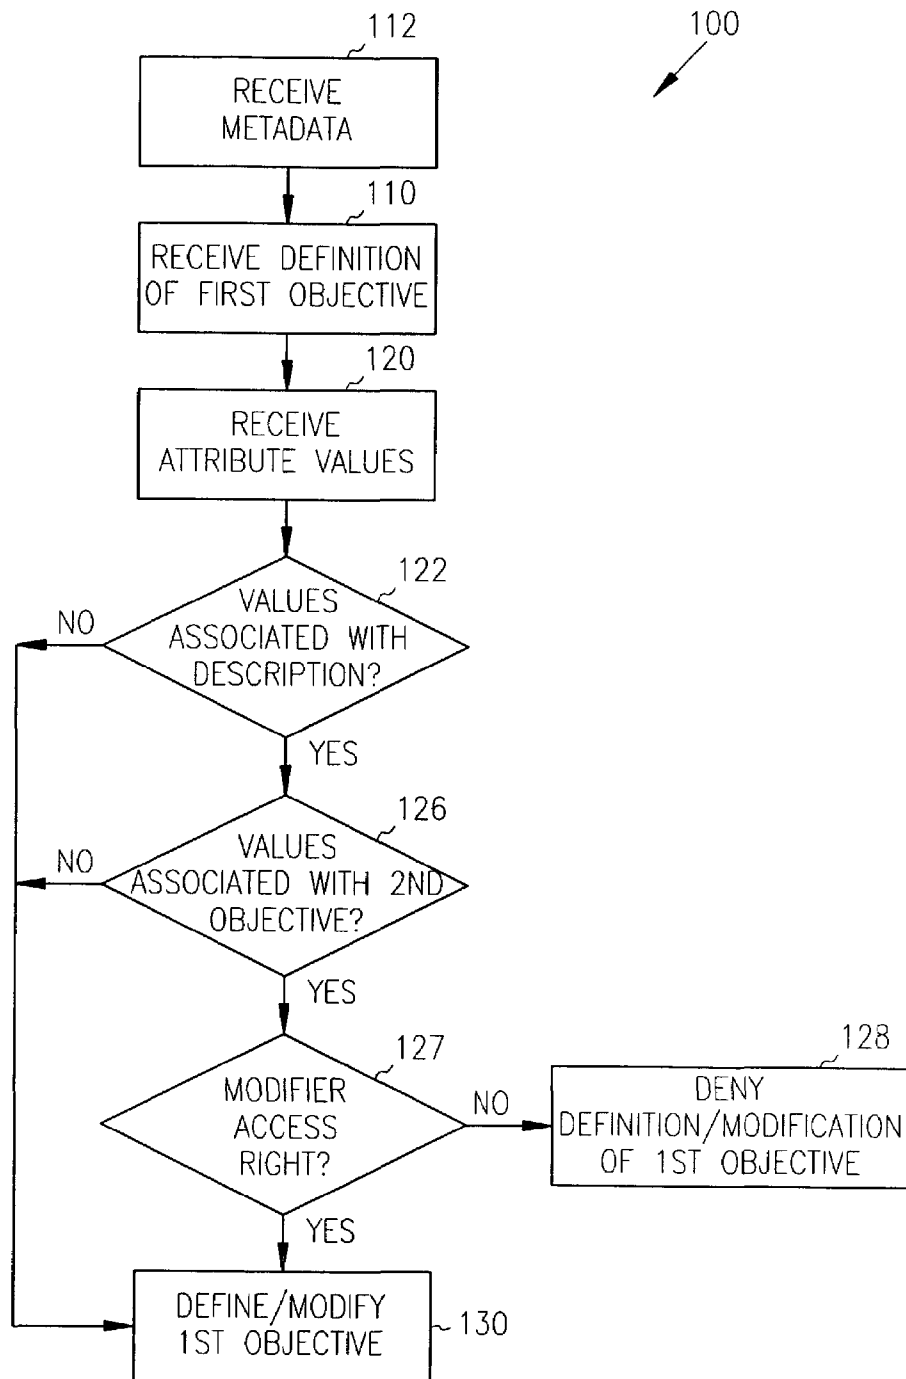 100
112
RECEIVE
METADATA
110
RECEIVE DEFINITION
OF FIRST OBJECTIVE
120
RECEIVE
ATTRIBUTE VALUES
122
VALUES
ASSOCIATED WITH
DESCRIPTION?
NO
YES
126
VALUES
ASSOCIATED WITH 2ND
OBJECTIVE?
NO
YES
127
MODIFIER
ACCESS
RIGHT?
NO
128
DENY
DEFINITION/MODIFICATION
OF 1ST OBJECTIVE
YES
DEFINE/MODIFY
1ST OBJECTIVE
130